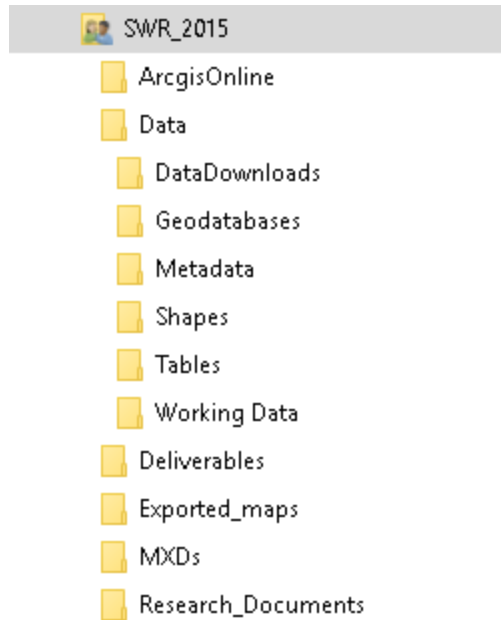 SWR_2015
ArcgisOnline
Data
DataDownloads
Geodatabases
Metadata
Shapes
Tables
Working Data
Deliverables
Exported_maps
MXDs
Research_Documents